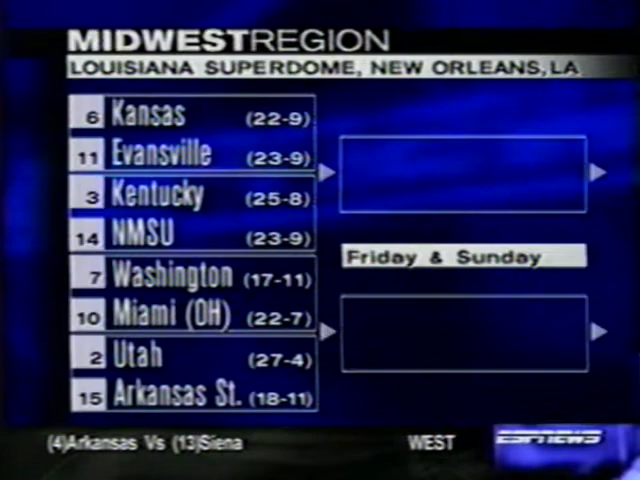 MIDWESTREGION
LOUISIANA SUPERDOME, NEW ORLEANS, LA
6 Kansas (22-9)
11 Evansville (23-9)
3 Kentucky (25-8)
14 NMSU (23-9)
7 Washington (17-11)
10 Miami (OH) (22-7)
2 Utah (27-4)
15 Arkansas St. (18-11)
Friday & Sunday
(4)Arkansas Vs (13)Siena WEST ESPNEWS